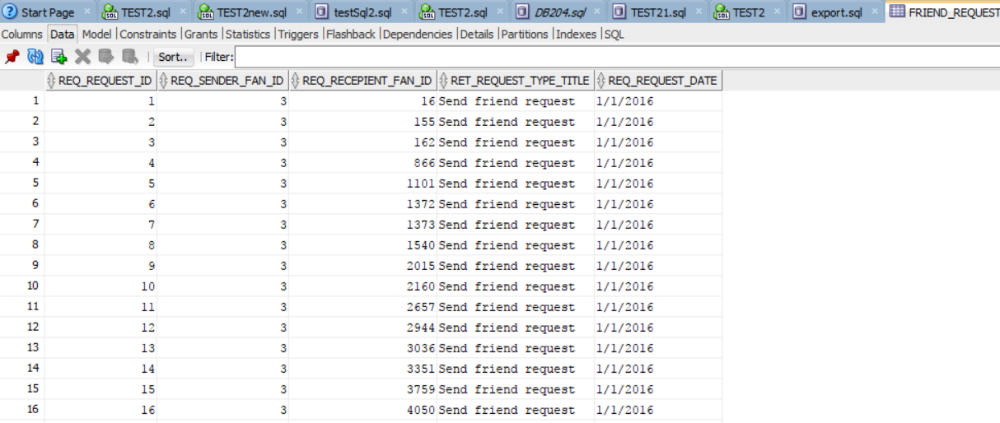 Start Page TEST2.sql TEST2new.sql testSql2.sql TEST2.sql DB204.sql TEST21.sql TEST2 export.sql FRIEND_REQUEST
Columns Data Model Constraints Grants Statistics Triggers Flashback Dependencies Details Partitions Indexes SQL
Sort.. Filter:
REQ_REQUEST_ID REQ_SENDER_FAN_ID REQ_RECEPIENT_FAN_ID RET_REQUEST_TYPE_TITLE REQ_REQUEST_DATE
1 1 3 16 Send friend request 1/1/2016
2 2 3 155 Send friend request 1/1/2016
3 3 3 162 Send friend request 1/1/2016
4 4 3 866 Send friend request 1/1/2016
5 5 3 1101 Send friend request 1/1/2016
6 6 3 1372 Send friend request 1/1/2016
7 7 3 1373 Send friend request 1/1/2016
8 8 3 1540 Send friend request 1/1/2016
9 9 3 2015 Send friend request 1/1/2016
10 10 3 2160 Send friend request 1/1/2016
11 11 3 2657 Send friend request 1/1/2016
12 12 3 2944 Send friend request 1/1/2016
13 13 3 3036 Send friend request 1/1/2016
14 14 3 3351 Send friend request 1/1/2016
15 15 3 3759 Send friend request 1/1/2016
16 16 3 4050 Send friend request 1/1/2016